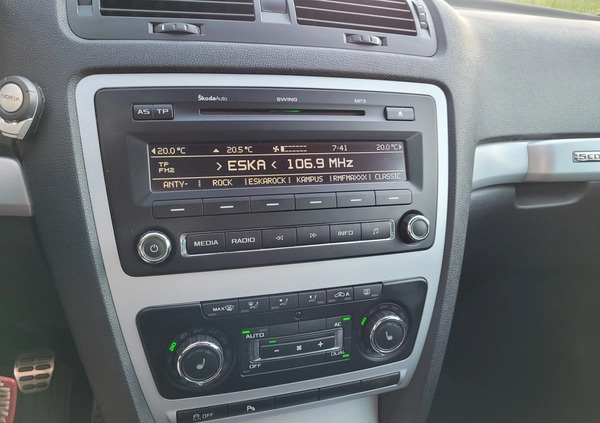 ŠkodaAuto SWING MP3
AS TP
20.0°C 20.5°C 7:41 20.0°C
TP
FM2
> ESKA < 106.9 MHz
ANTY- ROCK ESKAROCK KAMPUS RMFMAXXX CLASSIC
MEDIA RADIO INFO
NOKIA
MAX A
AUTO AC
OFF DUAL
OFF P